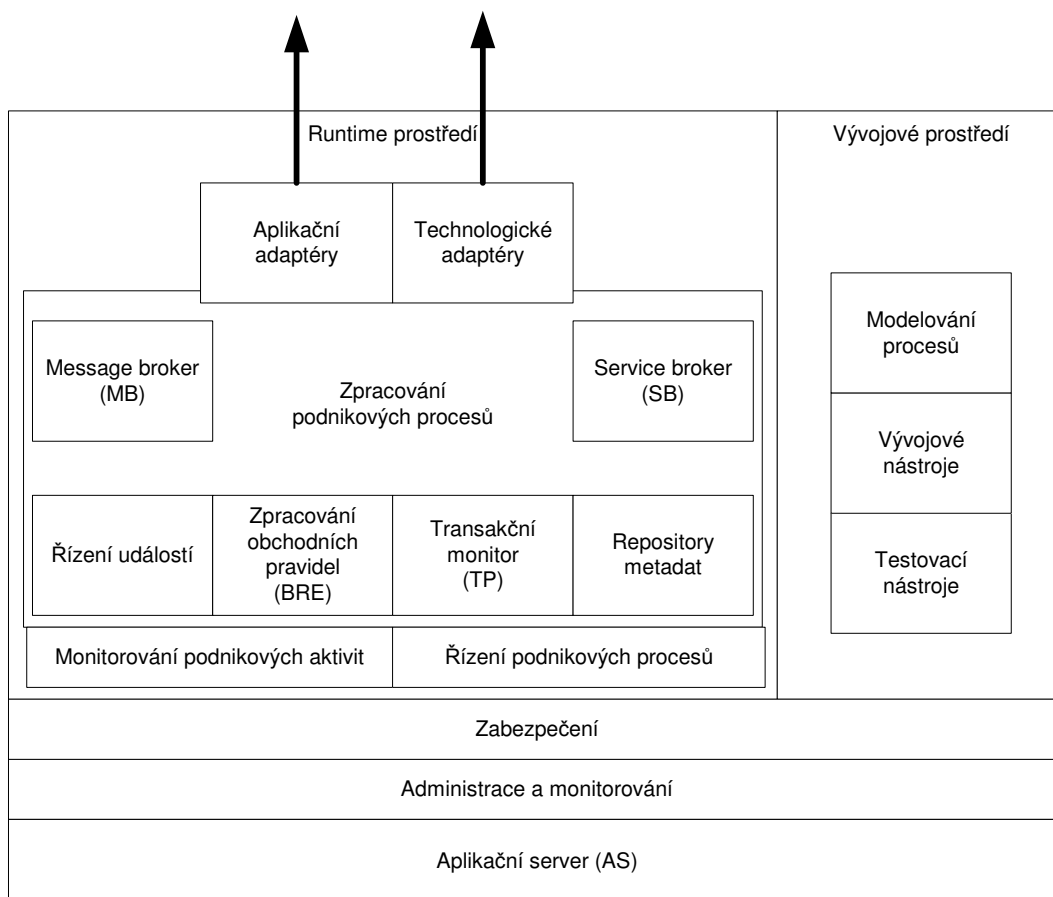 Runtime prostředí
Vývojové prostředí
Aplikační
adaptéry
Technologické
adaptéry
Message broker
(MB)
Zpracování
podnikových procesů
Service broker
(SB)
Modelování
procesů
Vývojové
nástroje
Testovací
nástroje
Řízení událostí
Zpracování
obchodních
pravidel
(BRE)
Transakční
monitor
(TP)
Repository
metadat
Monitorování podnikových aktivit
Řízení podnikových procesů
Zabezpečení
Administrace a monitorování
Aplikační server (AS)